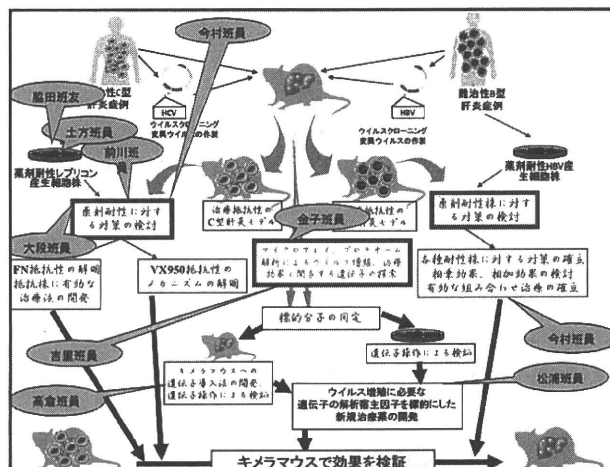 今村班員
性C型
肝炎症例
HCV
ウイルスクローニング
変異ウイルスの作製
HBV
ウイルスクローニング
変異ウイルスの作製
難治性B型
肝炎症例
脇田班友
土方班員
前川班員
薬剤耐性レプリコン
産生細胞株
薬剤耐性HBV産
生細胞株
治療抵抗性の
C型肝炎モデル
抵抗性の
炎モデル
金子班員
薬剤耐性に対す
る対策の検討
薬剤耐性株に対す
る対策の検討
大段班員
FN抵抗性の解明
抵抗株に有効な
治療法の開発
VX950抵抗性の
メカニズムの解明
マイクロアレイ、プロテオーム
解析によるウイルス増殖、治療
効果に関与する遺伝子の探索
各種耐性株に対する対策の確立
相乗効果、相加効果の検討
有効な組み合わせ治療の確立
標的分子の同定
吉里班員
キメラマウスへの
遺伝子導入法の開発、
遺伝子操作による検証
遺伝子操作による検証
今村班員
高倉班員
松浦班員
ウイルス増殖に必要な
遺伝子の解析宿主因子を標的にした
新規治療薬の開発
キメラマウスで効果を検証